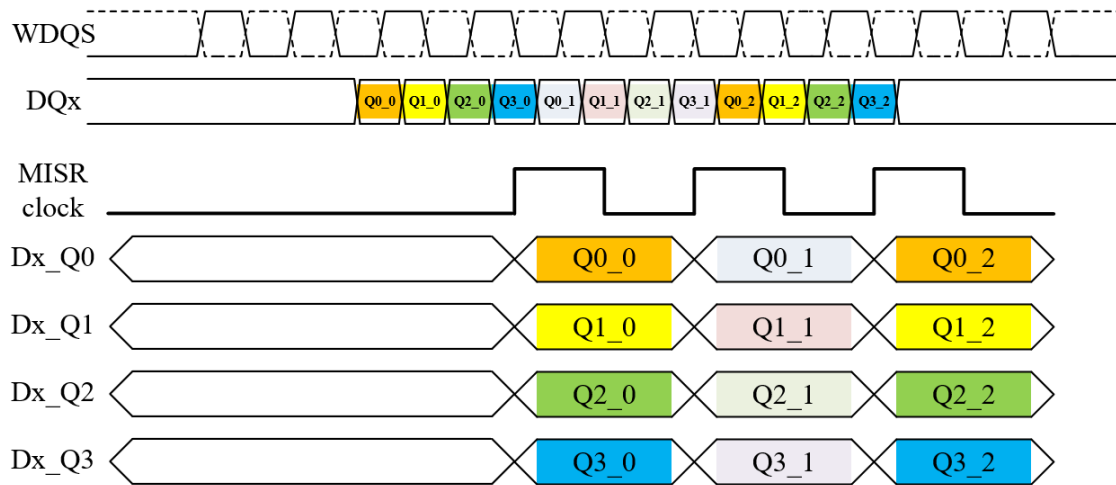 WDQS
DQx Q0_0 Q1_0 Q2_0 Q3_0 Q0_1 Q1_1 Q2_1 Q3_1 Q0_2 Q1_2 Q2_2 Q3_2
MISR
clock
Dx_Q0 Q0_0 Q0_1 Q0_2
Dx_Q1 Q1_0 Q1_1 Q1_2
Dx_Q2 Q2_0 Q2_1 Q2_2
Dx_Q3 Q3_0 Q3_1 Q3_2